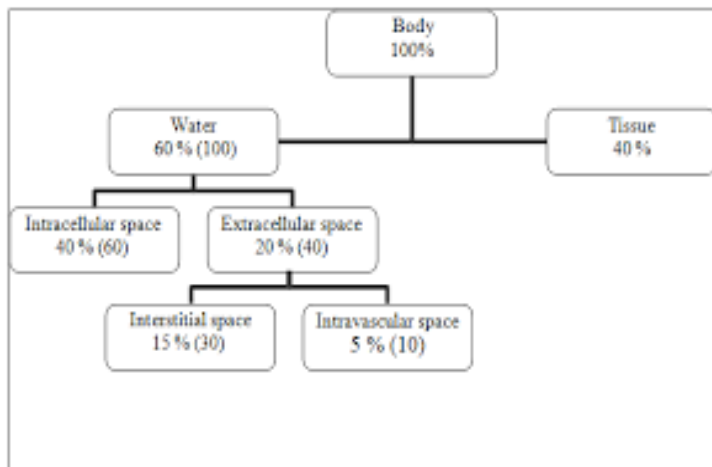 Body
100%
Water
60 % (100)
Tissue
40 %
Intracellular space
40 % (60)
Extracellular space
20 % (40)
Interstitial space
15 % (30)
Intravascular space
5 % (10)